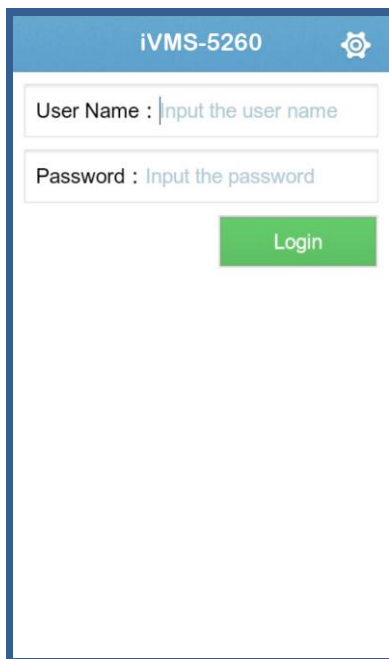 iVMS-5260
User Name : Input the user name
Password : Input the password
Login